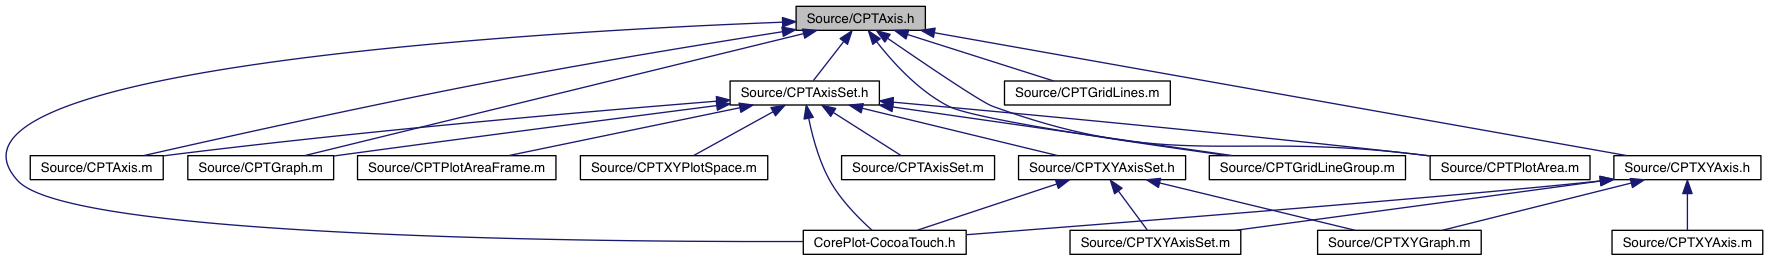 Source/CPTAxis.h
Source/CPTAxisSet.h
Source/CPTGridLines.m
Source/CPTAxis.m
Source/CPTGraph.m
Source/CPTPlotAreaFrame.m
Source/CPTXYPlotSpace.m
Source/CPTAxisSet.m
Source/CPTXYAxisSet.h
Source/CPTGridLineGroup.m
Source/CPTPlotArea.m
Source/CPTXYAxis.h
CorePlot-CocoaTouch.h
Source/CPTXYAxisSet.m
Source/CPTXYGraph.m
Source/CPTXYAxis.m